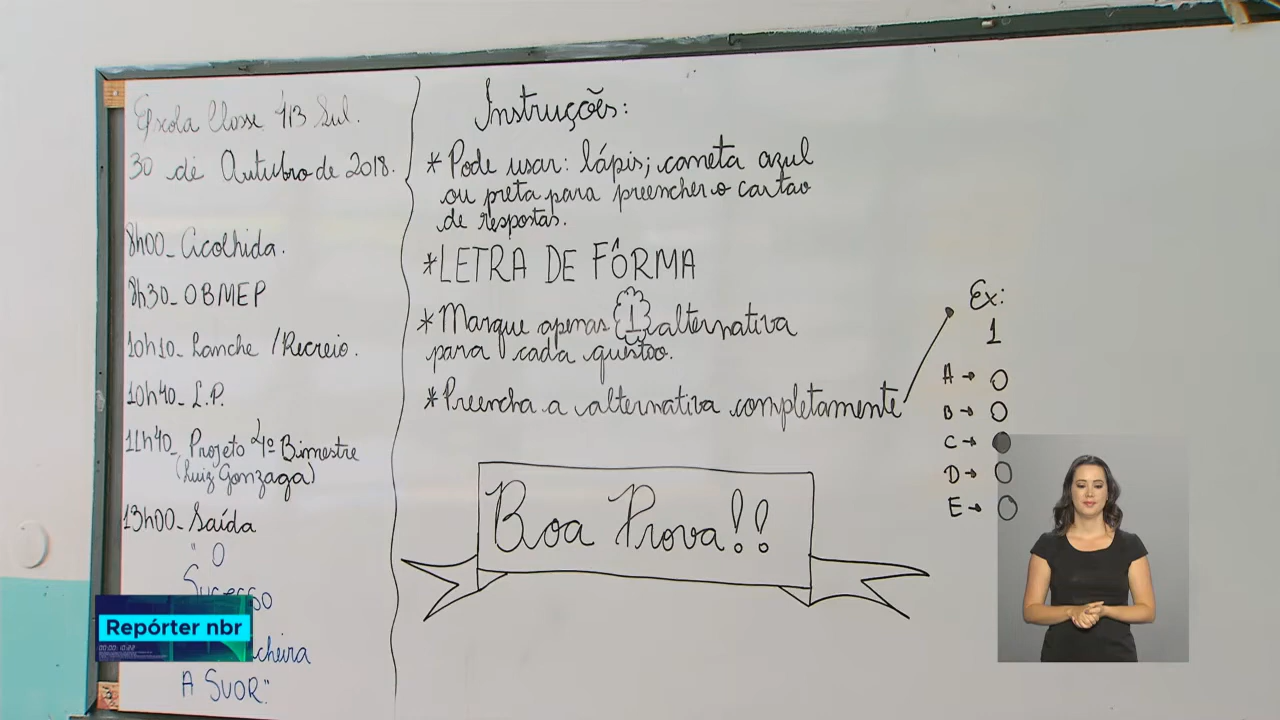 Escola Classe 113 Sul.
30 de Outubro de 2018.
8h00_ Acolhida.
8h30_ OBMEP
10h10_ Lanche / Recreio.
10h40_ L.P.
11h40_ Projeto 4º Bimestre
(Luiz Gonzaga)
13h00_ Saída
"O
Sucesso
cheira
A SUOR".
Instruções:
* Pode usar: lápis; caneta azul
ou preta para preencher o cartão
de respostas.
* LETRA DE FÔRMA
* Marque apenas 1 alternativa
para cada questão.
* Preencha a alternativa completamente
Boa Prova!!
Ex:
1
A → O
B → O
C →
D → O
E → O
Repórter nbr